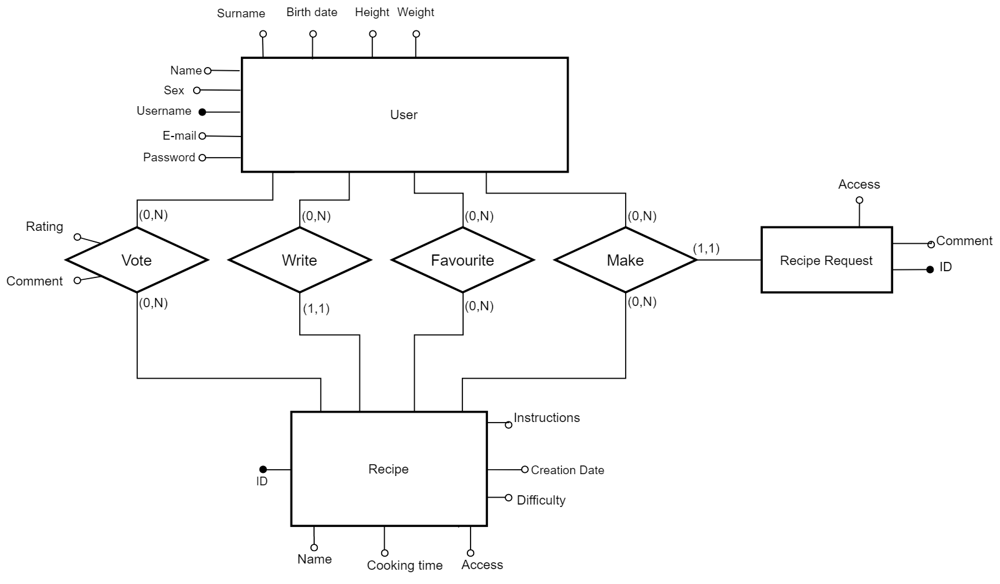 Surname
Birth date
Height
Weight
Name
Sex
Username
E-mail
Password
User
Access
(0,N)
(0,N)
(0,N)
(0,N)
Rating
Comment
Vote
Write
Favourite
Make
(1,1)
Recipe Request
Comment
ID
(0,N)
(1,1)
(0,N)
(0,N)
Instructions
ID
Recipe
Creation Date
Difficulty
Name
Cooking time
Access